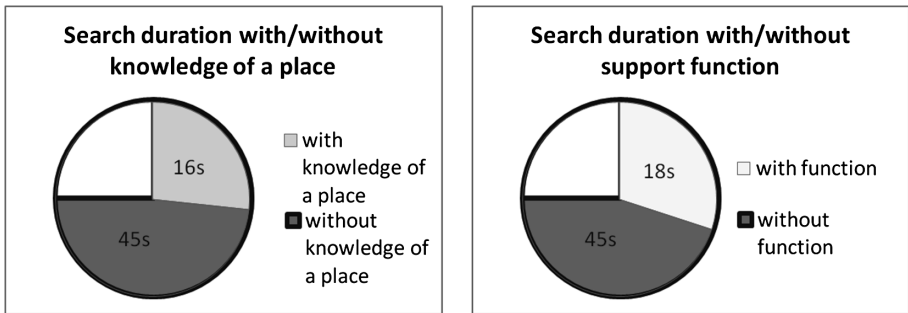 Search duration with/without
knowledge of a place
16s
45s
with
knowledge of
a place
without
knowledge of
a place
Search duration with/without
support function
18s
45s
with function
without
function